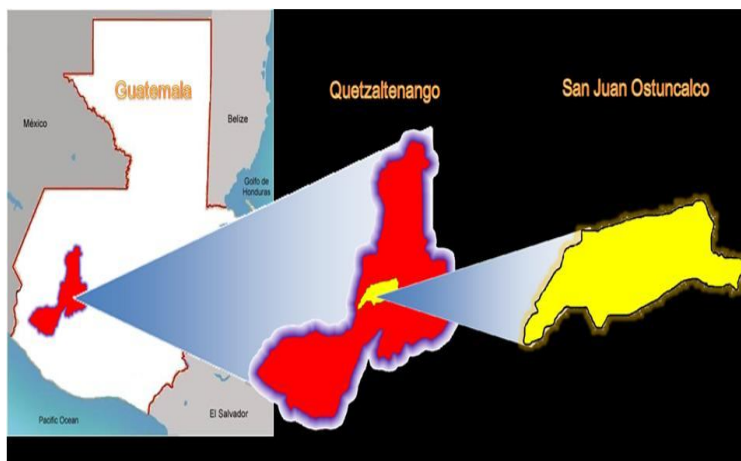 Guatemala
Quetzaltenango
San Juan Ostuncalco
México
Belize
Golfo de
Honduras
El Salvador
Pacific Ocean